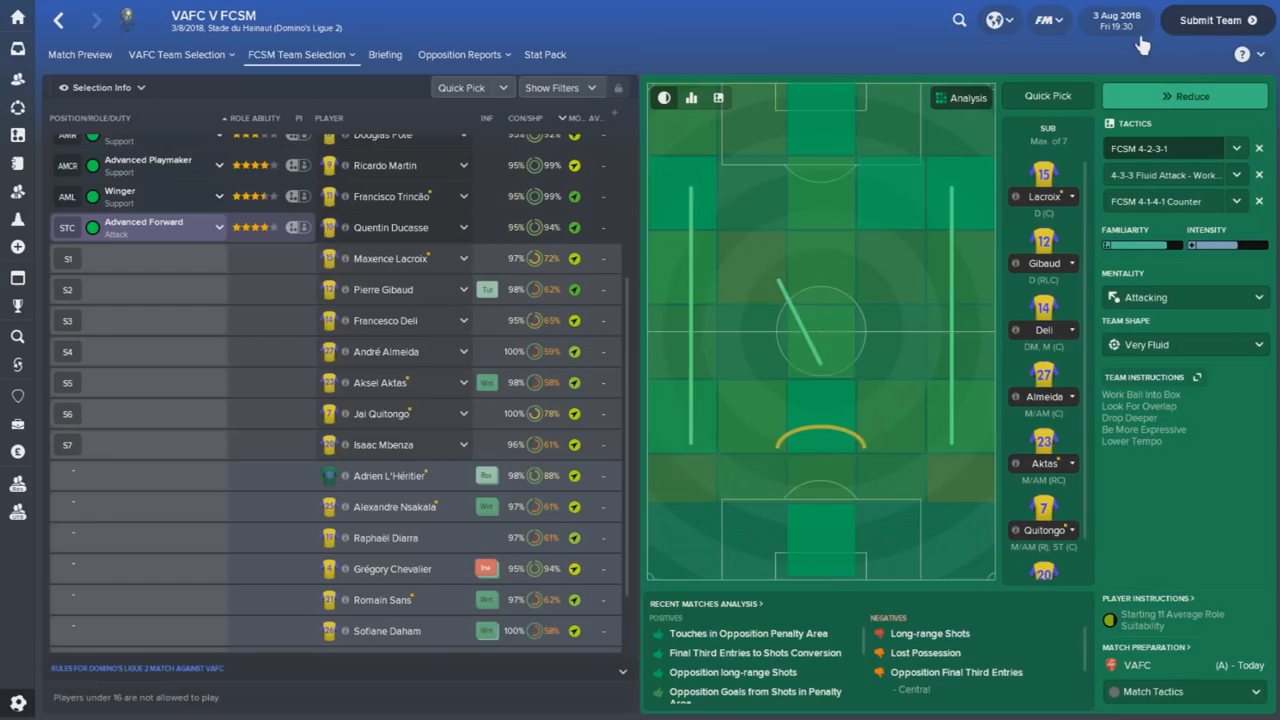 VAFC V FCSM
3/8/2018, Stade du Hainaut (Domino's Ligue 2)
FM
3 Aug 2018
Fri 19:30
Submit Team
Match Preview
VAFC Team Selection
FCSM Team Selection
Briefing
Opposition Reports
Stat Pack
?
Selection Info
Quick Pick
Show Filters
Analysis
Quick Pick
Reduce
POSITION/ROLE/DUTY ROLE ABILITY PI PLAYER INF CON/SHP MO... AV...
AMR Support 92%
AMCR Advanced Playmaker Support Ricardo Martin 95% 99% -
AML Winger Support Francisco Trincão 95% 99% -
STC Advanced Forward Attack Quentin Ducasse 95% 94% -
S1 Maxence Lacroix 97% 72% -
S2 Pierre Gibaud Tut 98% 62% -
S3 Francesco Deli 95% 65% -
S4 André Almeida 100% 59% -
S5 Aksel Aktas Wnt 98% 58% -
S6 Jai Quitongo 100% 78% -
S7 Isaac Mbenza 96% 61% -
- Adrien L'Héritier Rsv 98% 88% -
- Alexandre Nsakala Wnt 97% 61% -
- Raphaël Diarra 97% 61% -
- Grégory Chevalier Ine 95% 94% -
- Romain Sans Wnt 97% 62% -
- Sofiane Daham Wnt 100% 58% -
RULES FOR DOMINO'S LIGUE 2 MATCH AGAINST VAFC
Players under 16 are not allowed to play
SUB
Max of 7
15
Lacroix
D (C)
12
Gibaud
D (RLC)
14
Deli
DM, M (C)
27
Almeida
M/AM (C)
23
Aktas
M/AM (RC)
7
Quitongo
M/AM (R), ST (C)
20
TACTICS
FCSM 4-2-3-1
4-3-3 Fluid Attack - Work...
FCSM 4-1-4-1 Counter
FAMILIARITY
INTENSITY
MENTALITY
Attacking
TEAM SHAPE
Very Fluid
TEAM INSTRUCTIONS
Work Ball Into Box
Look For Overlap
Drop Deeper
Be More Expressive
Lower Tempo
PLAYER INSTRUCTIONS >
Starting 11 Average Role
Suitability
MATCH PREPARATION >
VAFC (A) - Today
Match Tactics
RECENT MATCHES ANALYSIS >
POSITIVES
Touches in Opposition Penalty Area
Final Third Entries to Shots Conversion
Opposition long-range Shots
Opposition Goals from Shots in Penalty
Area
NEGATIVES
Long-range Shots
Lost Possession
Opposition Final Third Entries
- Central